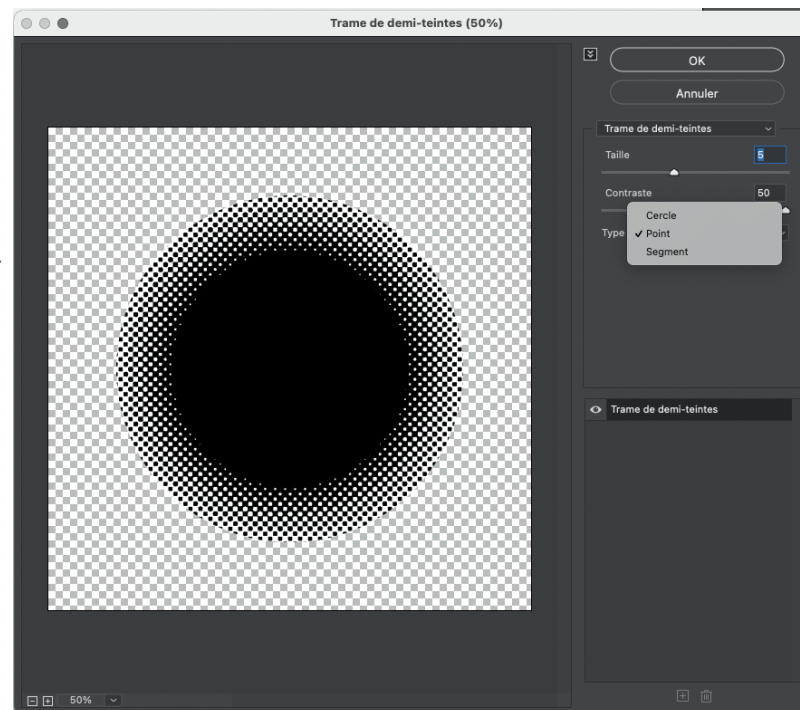 Trame de demi-teintes (50%)
OK
Annuler
Trame de demi-teintes
Taille
5
Contraste
50
Type
Cercle
Point
Segment
Trame de demi-teintes
50%